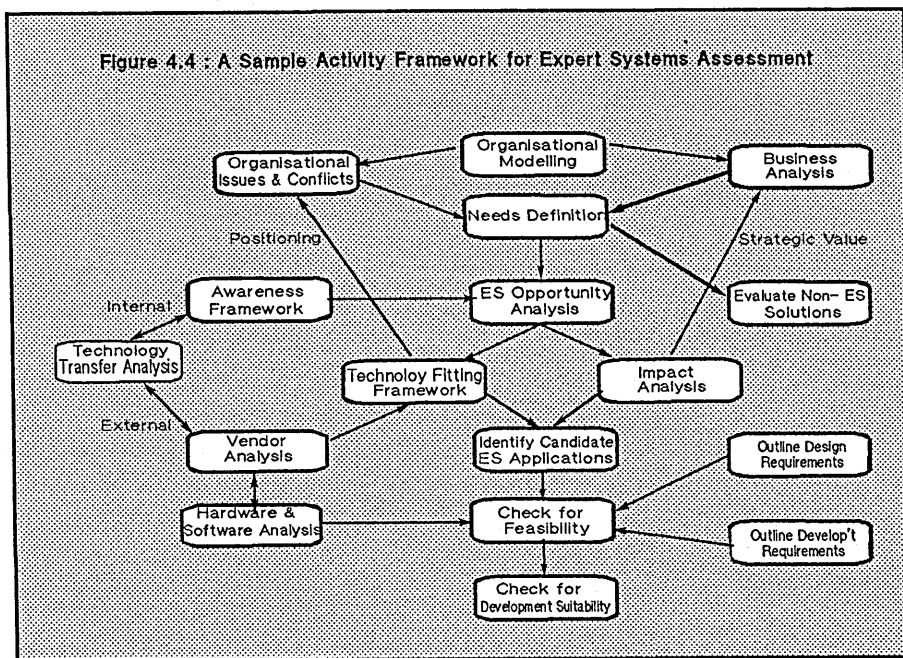 Figure 4.4 : A Sample Activity Framework for Expert Systems Assessment
Organisational
Modelling
Organisational
Issues & Conflicts
Business
Analysis
Needs Definition
Positioning
Strategic Value
Internal
Awareness
Framework
ES Opportunity
Analysis
Evaluate Non- ES
Solutions
Technology
Transfer Analysis
Technoloy Fitting
Framework
Impact
Analysis
External
Vendor
Analysis
Identify Candidate
ES Applications
Outline Design
Requirements
Hardware &
Software Analysis
Check for
Feasibility
Outline Develop't
Requirements
Check for
Development Suitability